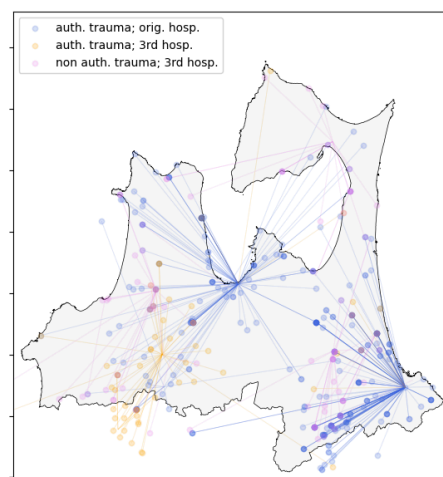 auth. trauma; orig. hosp.
auth. trauma; 3rd hosp.
non auth. trauma; 3rd hosp.